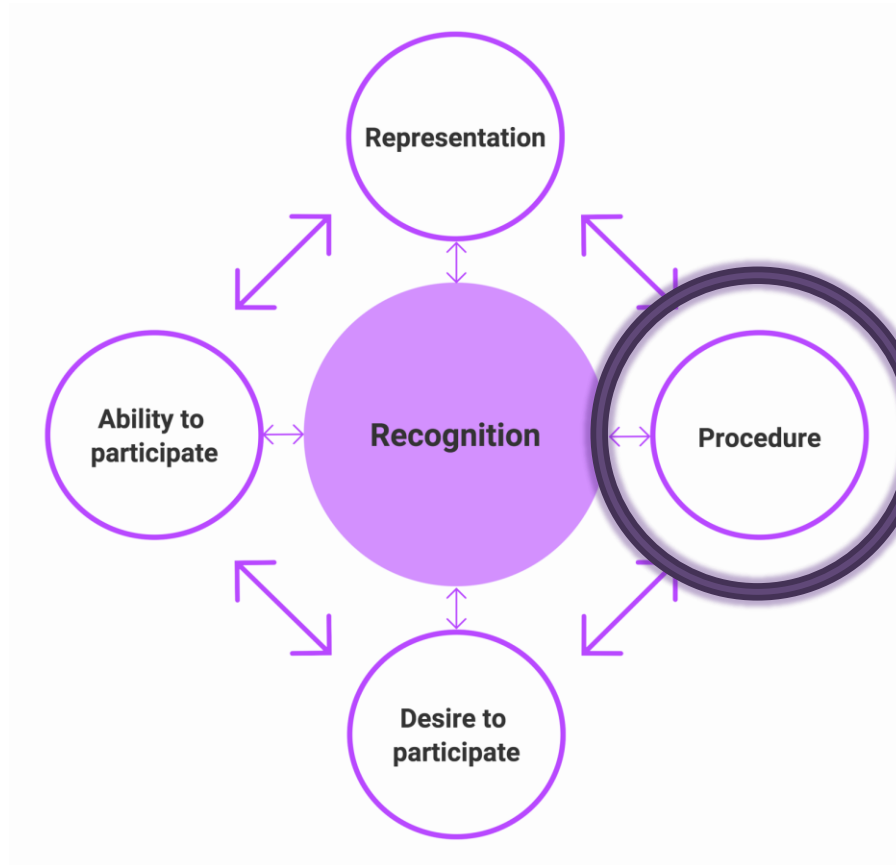 Representation
Ability to
participate
Recognition
Procedure
Desire to
participate